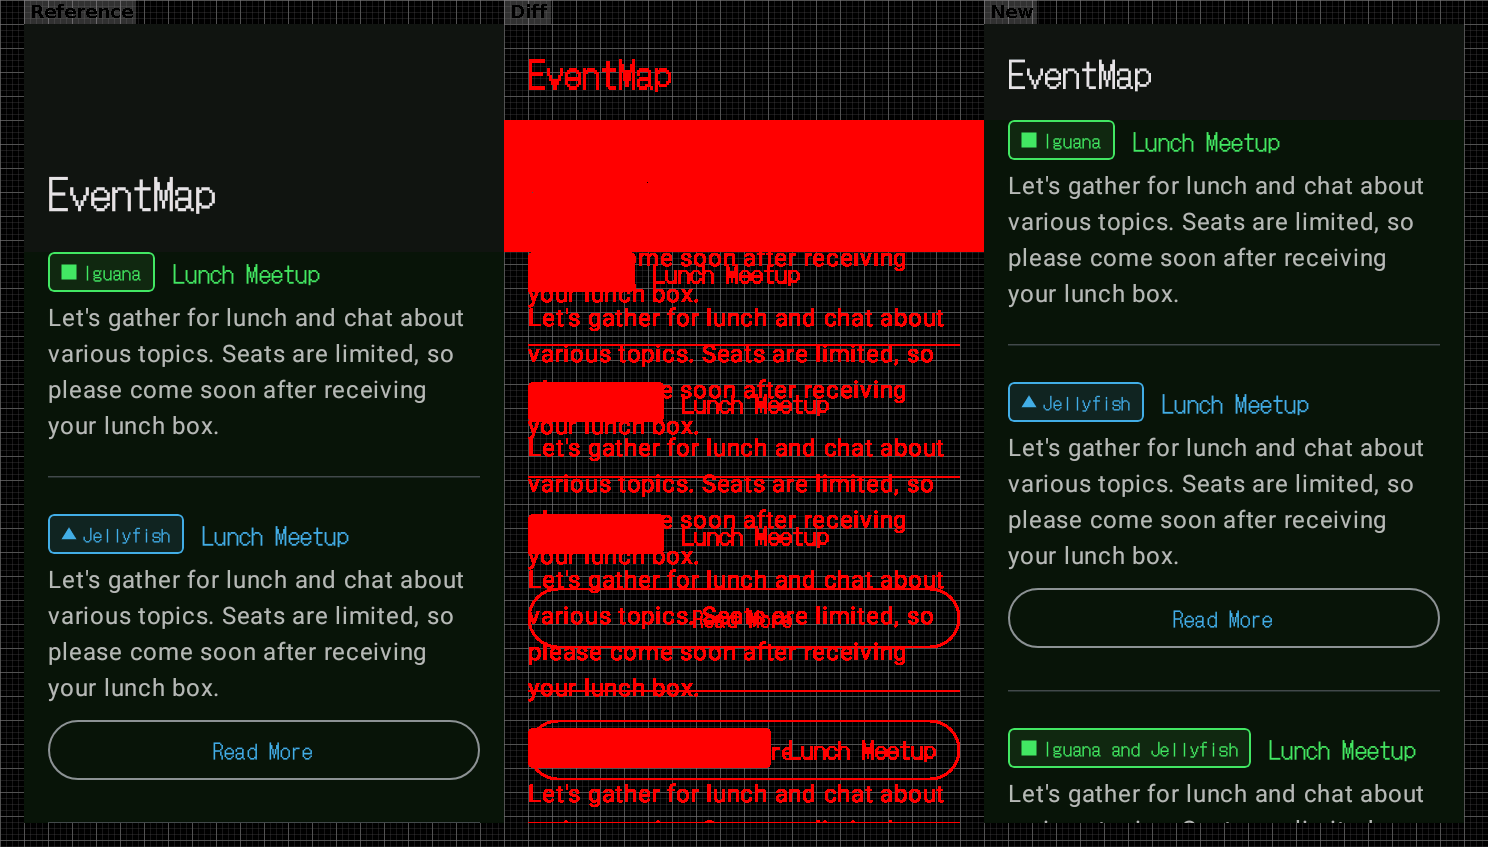 Reference
EventMap
Iguana Lunch Meetup
Let's gather for lunch and chat about
various topics. Seats are limited, so
please come soon after receiving
your lunch box.
Jellyfish Lunch Meetup
Let's gather for lunch and chat about
various topics. Seats are limited, so
please come soon after receiving
your lunch box.
Read More
Diff
EventMap
me soon after receiving
Lunch Meetup
your lunch box.
Let's gather for lunch and chat about
various topics. Seats are limited, so
soon after receiving
Lunch Meetup
your lunch box.
Let's gather for lunch and chat about
various topics. Seats are limited, so
soon after receiving
Lunch Meetup
your lunch box.
Let's gather for lunch and chat about
various topics. Seats are limited, so
please come soon after receiving
your lunch box.
re Lunch Meetup
Let's gather for lunch and chat about
New
EventMap
Iguana Lunch Meetup
Let's gather for lunch and chat about
various topics. Seats are limited, so
please come soon after receiving
your lunch box.
Jellyfish Lunch Meetup
Let's gather for lunch and chat about
various topics. Seats are limited, so
please come soon after receiving
your lunch box.
Read More
Iguana and Jellyfish Lunch Meetup
Let's gather for lunch and chat about